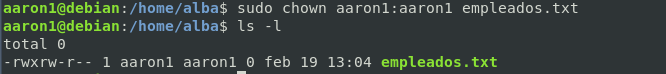 aaron1@debian:/home/alba$ sudo chown aaron1:aaron1 empleados.txt
aaron1@debian:/home/alba$ ls -l
total 0
-rwxrw-r-- 1 aaron1 aaron1 0 feb 19 13:04 empleados.txt